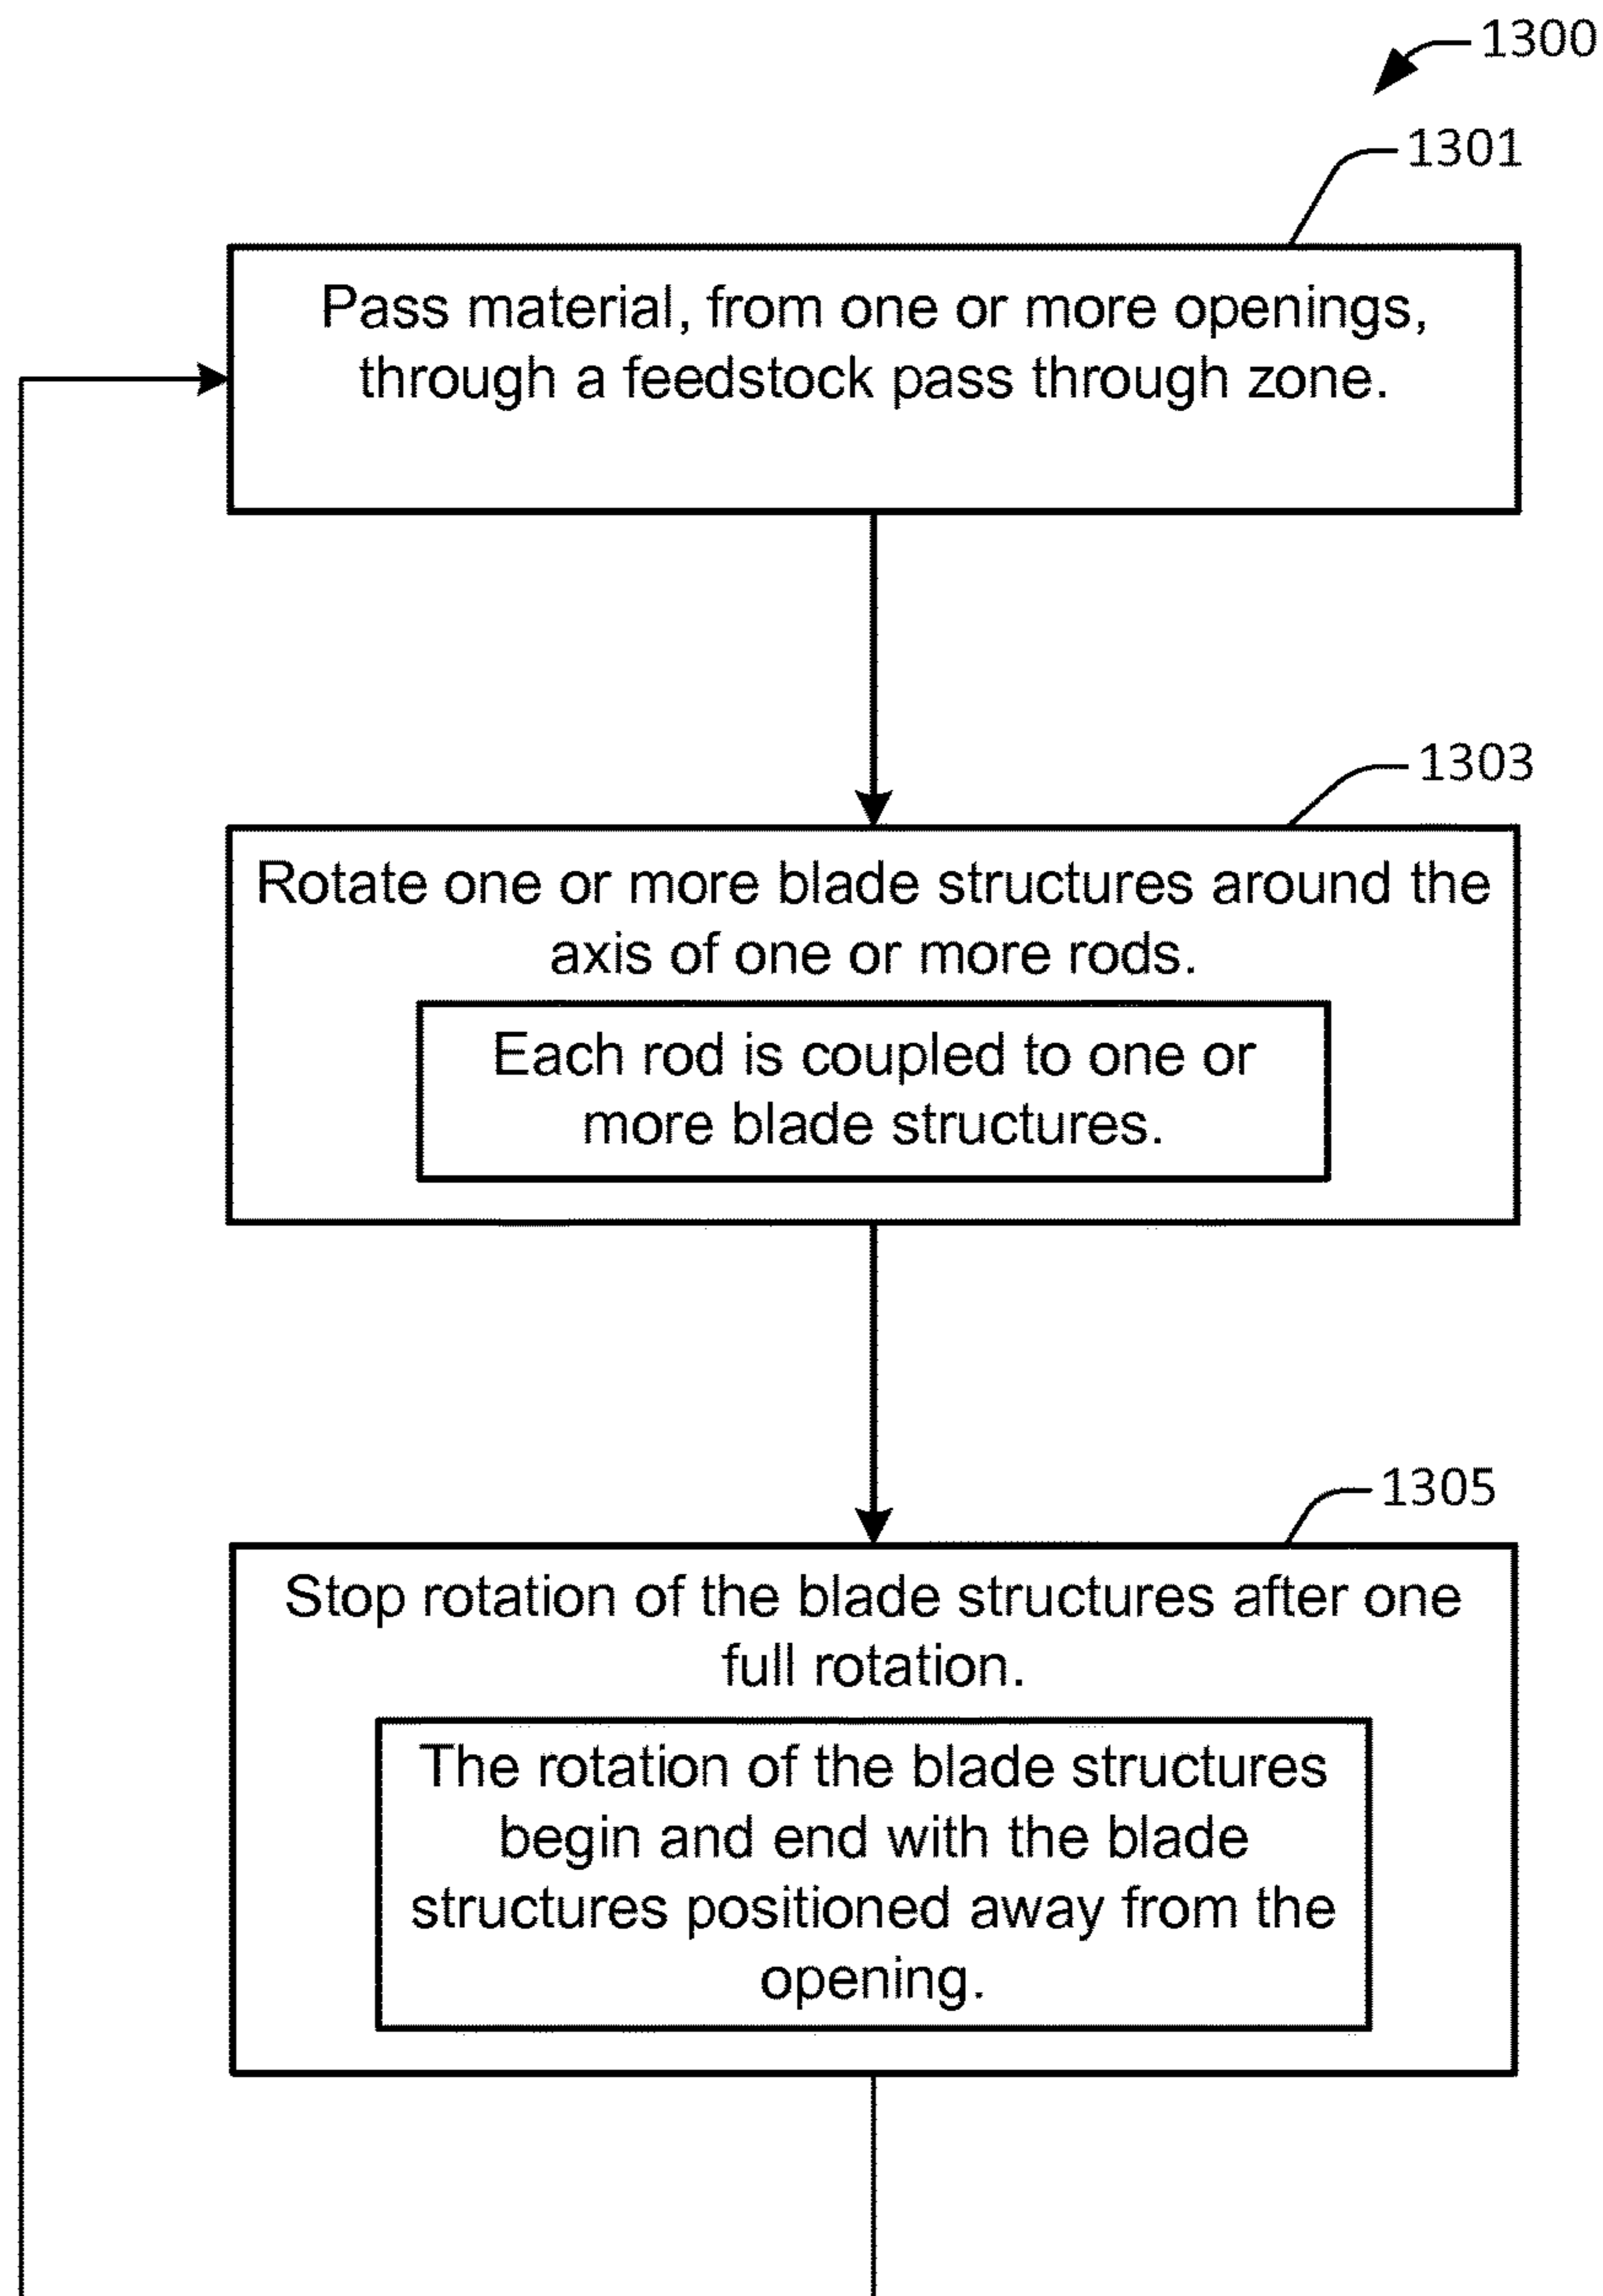 1300
1301
Pass material, from one or more openings,
through a feedstock pass through zone.
1303
Rotate one or more blade structures around the
axis of one or more rods.
Each rod is coupled to one or
more blade structures.
1305
Stop rotation of the blade structures after one
full rotation.
The rotation of the blade structures
begin and end with the blade
structures positioned away from the
opening.